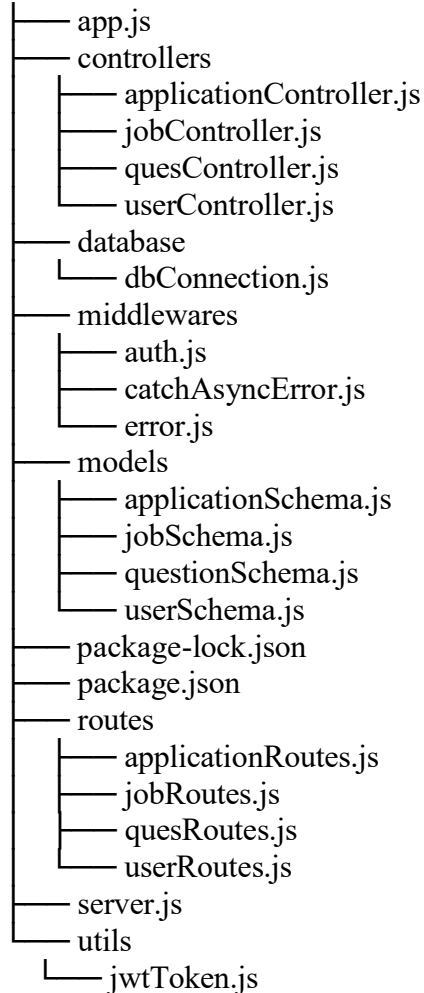 app.js
controllers
applicationController.js
jobController.js
quesController.js
userController.js
database
dbConnection.js
middlewares
auth.js
catchAsyncError.js
error.js
models
applicationSchema.js
jobSchema.js
questionSchema.js
userSchema.js
package-lock.json
package.json
routes
applicationRoutes.js
jobRoutes.js
quesRoutes.js
userRoutes.js
server.js
utils
jwtToken.js